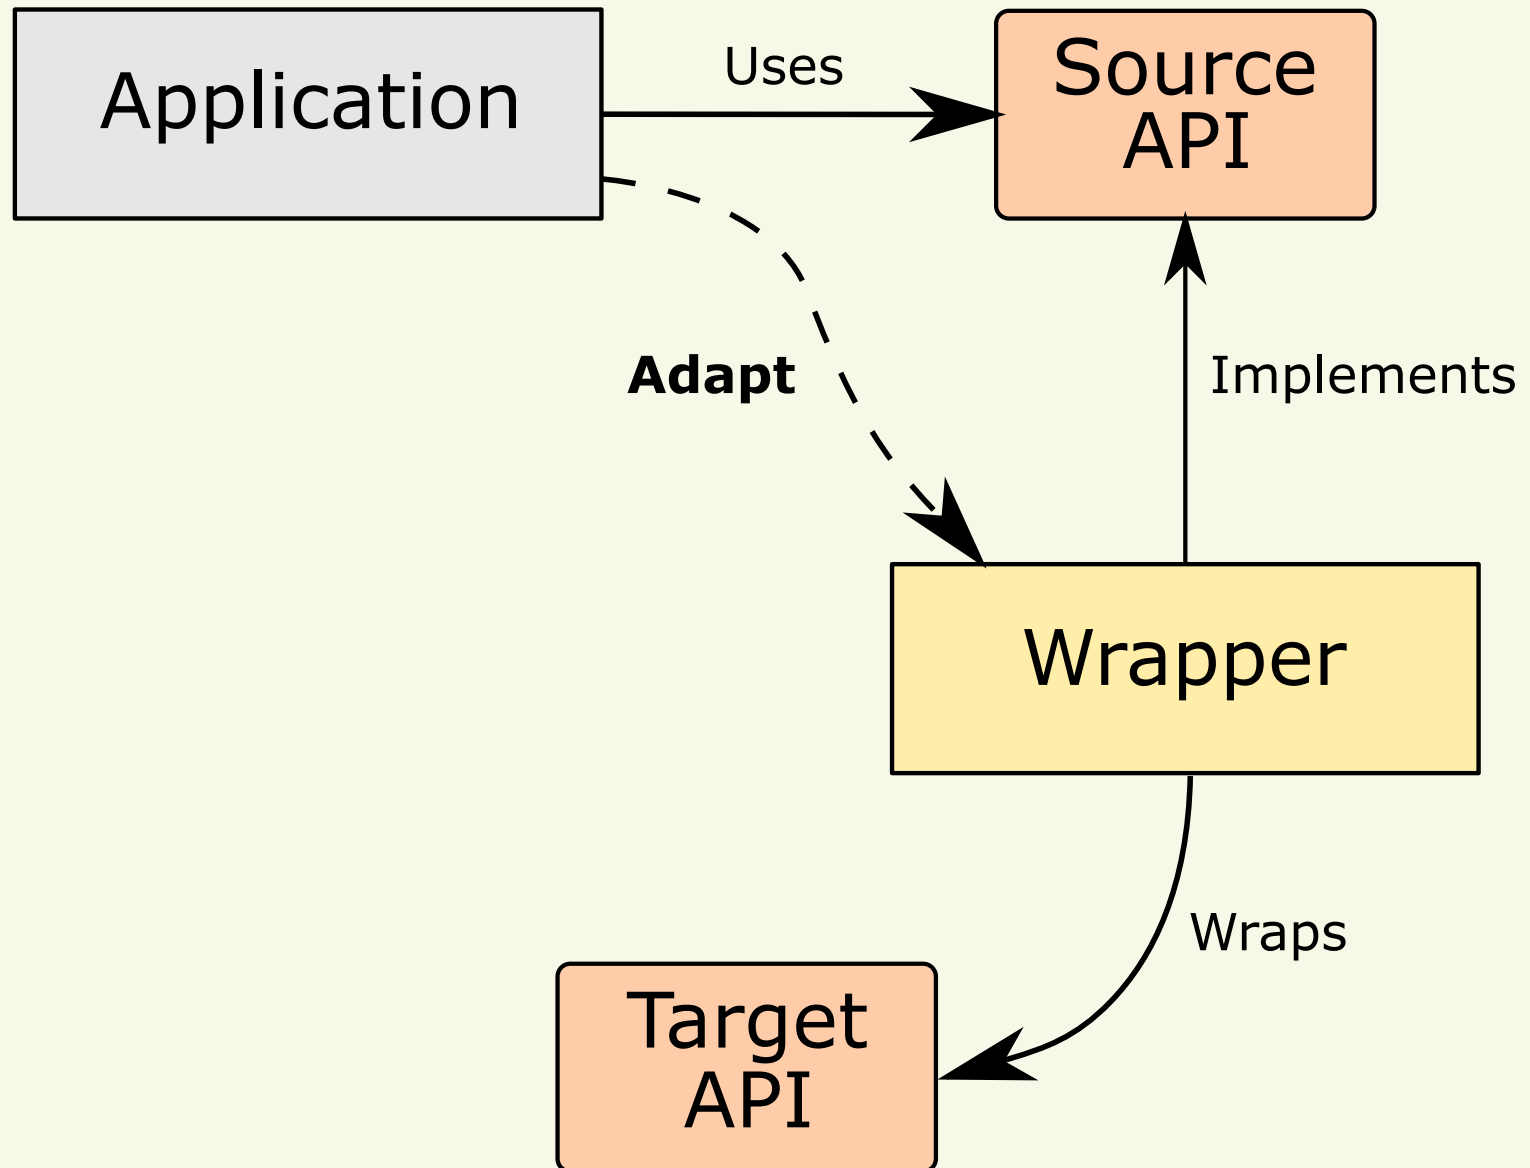 Application
Uses
Source
API
Adapt
Implements
Wrapper
Wraps
Target
API